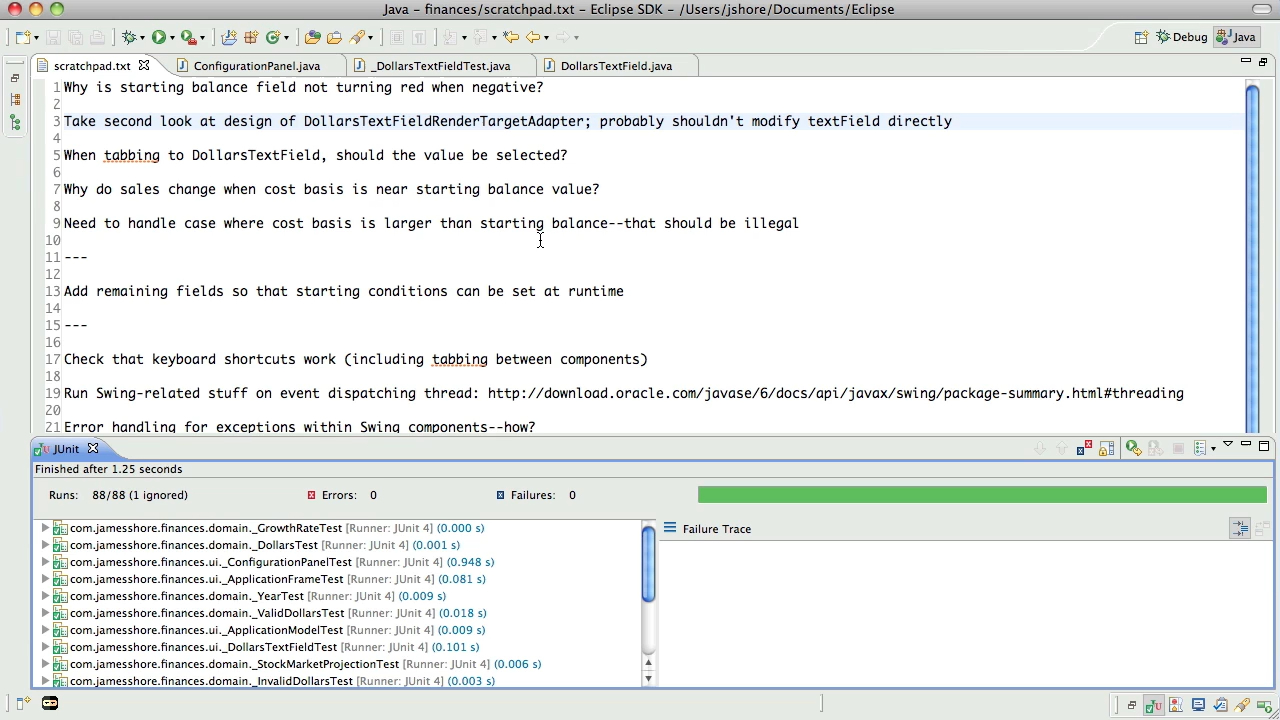 Java - finances/scratchpad.txt - Eclipse SDK - /Users/jshore/Documents/Eclipse
Debug
Java
scratchpad.txt
ConfigurationPanel.java
_DollarsTextFieldTest.java
DollarsTextField.java
1 Why is starting balance field not turning red when negative?
2
3 Take second look at design of DollarsTextFieldRenderTargetAdapter; probably shouldn't modify textField directly
4
5 When tabbing to DollarsTextField, should the value be selected?
6
7 Why do sales change when cost basis is near starting balance value?
8
9 Need to handle case where cost basis is larger than starting balance--that should be illegal
10
11 ---
12
13 Add remaining fields so that starting conditions can be set at runtime
14
15 ---
16
17 Check that keyboard shortcuts work (including tabbing between components)
18
19 Run Swing-related stuff on event dispatching thread: http://download.oracle.com/javase/6/docs/api/javax/swing/package-summary.html#threading
20
21 Error handling for exceptions within Swing components--how?
JUnit
Finished after 1.25 seconds
Runs: 88/88 (1 ignored)
Errors: 0
Failures: 0
com.jamesshore.finances.domain._GrowthRateTest [Runner: JUnit 4] (0.000 s)
com.jamesshore.finances.domain._DollarsTest [Runner: JUnit 4] (0.001 s)
com.jamesshore.finances.ui._ConfigurationPanelTest [Runner: JUnit 4] (0.948 s)
com.jamesshore.finances.ui._ApplicationFrameTest [Runner: JUnit 4] (0.081 s)
com.jamesshore.finances.domain._YearTest [Runner: JUnit 4] (0.009 s)
com.jamesshore.finances.domain._ValidDollarsTest [Runner: JUnit 4] (0.018 s)
com.jamesshore.finances.ui._ApplicationModelTest [Runner: JUnit 4] (0.009 s)
com.jamesshore.finances.ui._DollarsTextFieldTest [Runner: JUnit 4] (0.101 s)
com.jamesshore.finances.domain._StockMarketProjectionTest [Runner: JUnit 4] (0.006 s)
com.jamesshore.finances.domain._InvalidDollarsTest [Runner: JUnit 4] (0.003 s)
Failure Trace